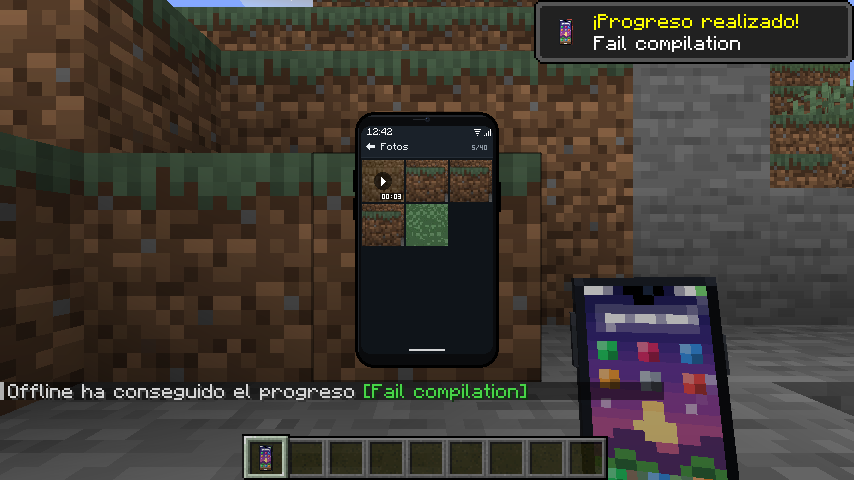 ¡Progreso realizado!
Fail compilation
12:42
Fotos
5/40
00:03
Offline ha conseguido el progreso [Fail compilation]